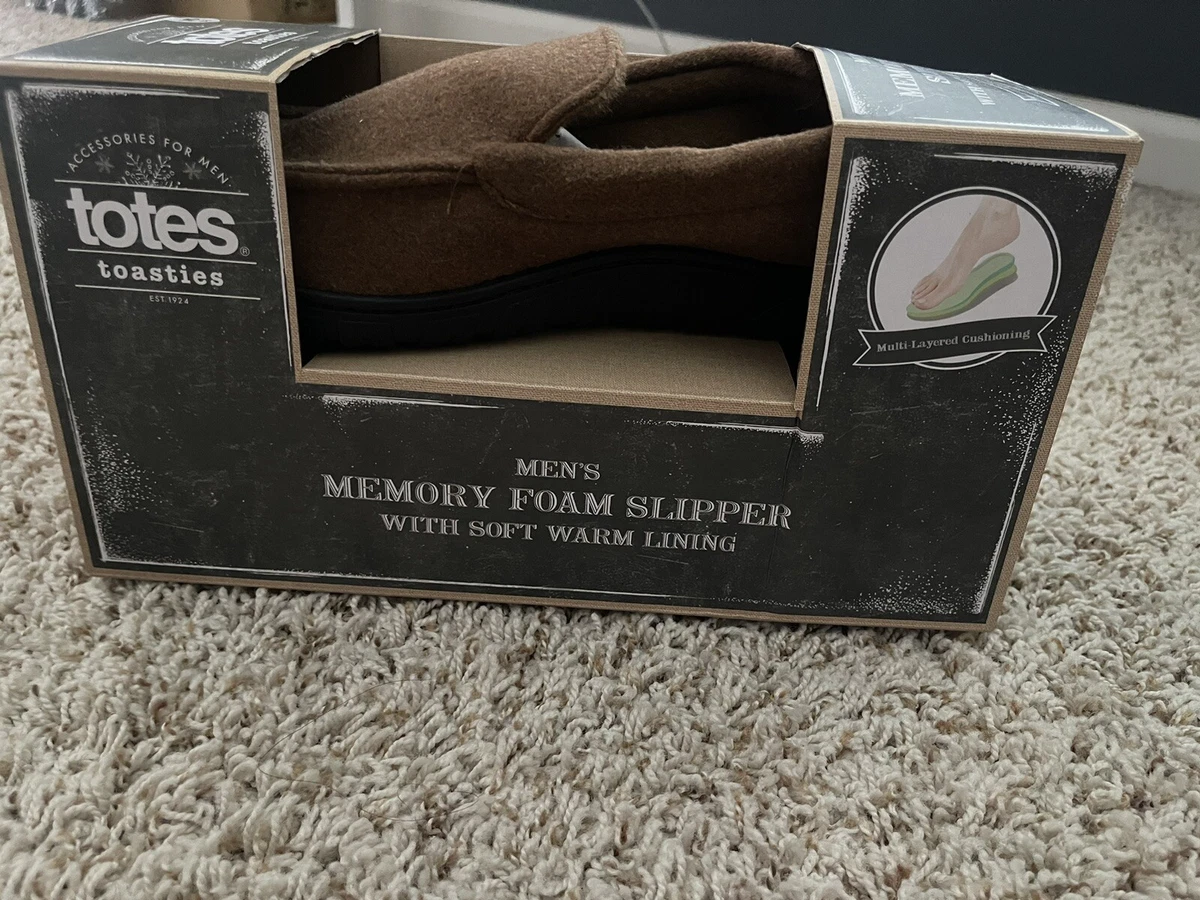 ACCESSORIES FOR MEN
totes®
toasties
EST. 1924
Multi-Layered Cushioning
MEN'S
MEMORY FOAM SLIPPER
WITH SOFT WARM LINING